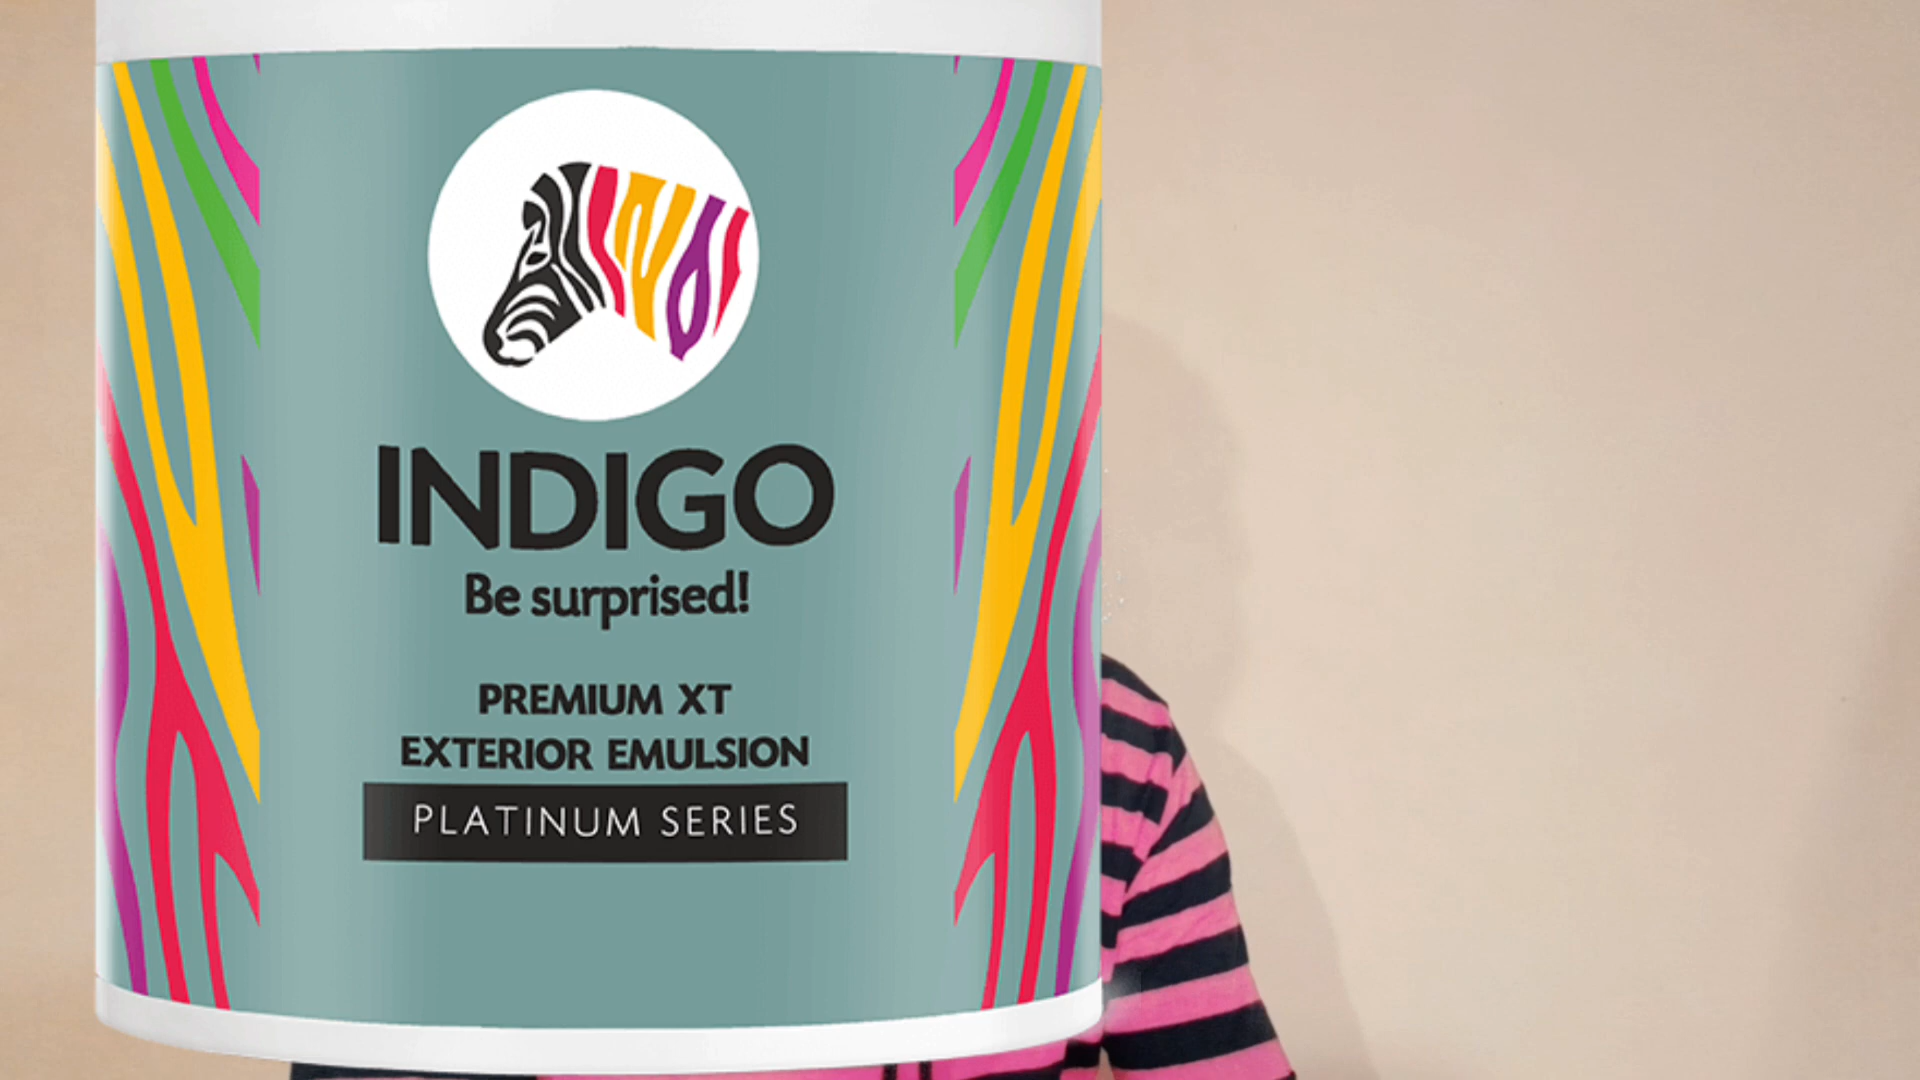 INDIGO
Be surprised!
PREMIUM XT
EXTERIOR EMULSION
PLATINUM SERIES